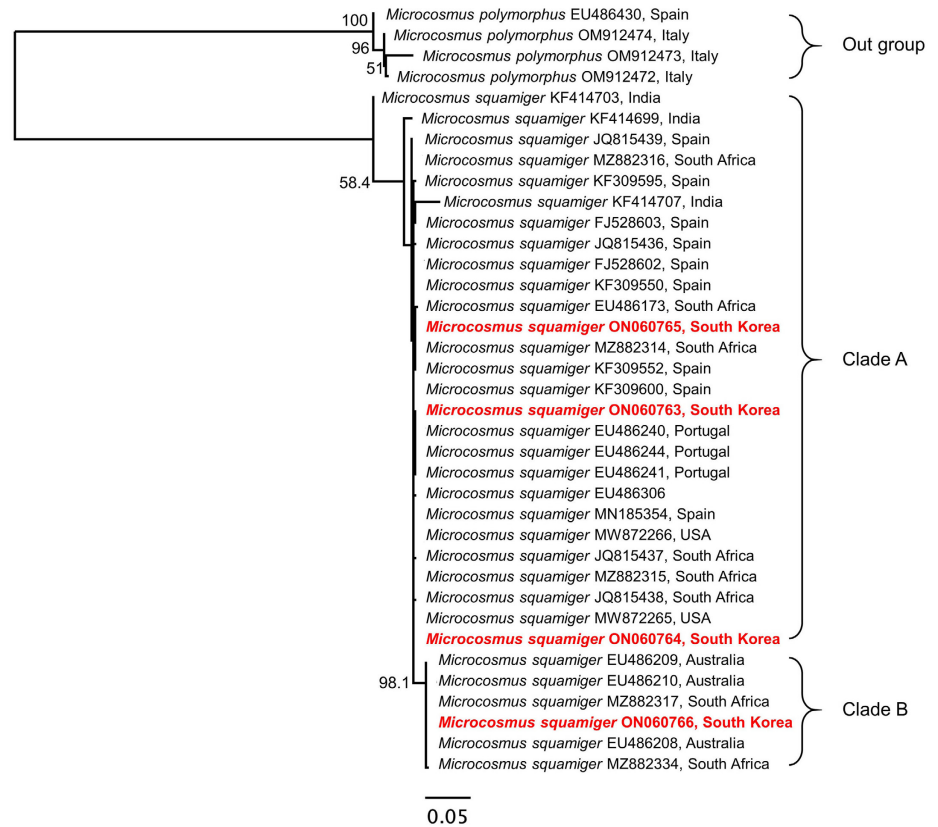 100
Microcosmus polymorphus EU486430, Spain
Microcosmus polymorphus OM912474, Italy
96
Microcosmus polymorphus OM912473, Italy
51
Microcosmus polymorphus OM912472, Italy
Out group
Microcosmus squamiger KF414703, India
Microcosmus squamiger KF414699, India
Microcosmus squamiger JQ815439, Spain
Microcosmus squamiger MZ882316, South Africa
58.4
Microcosmus squamiger KF309595, Spain
Microcosmus squamiger KF414707, India
Microcosmus squamiger FJ528603, Spain
Microcosmus squamiger JQ815436, Spain
Microcosmus squamiger FJ528602, Spain
Microcosmus squamiger KF309550, Spain
Microcosmus squamiger EU486173, South Africa
Microcosmus squamiger ON060765, South Korea
Microcosmus squamiger MZ882314, South Africa
Clade A
Microcosmus squamiger KF309552, Spain
Microcosmus squamiger KF309600, Spain
Microcosmus squamiger ON060763, South Korea
Microcosmus squamiger EU486240, Portugal
Microcosmus squamiger EU486244, Portugal
Microcosmus squamiger EU486241, Portugal
Microcosmus squamiger EU486306
Microcosmus squamiger MN185354, Spain
Microcosmus squamiger MW872266, USA
Microcosmus squamiger JQ815437, South Africa
Microcosmus squamiger MZ882315, South Africa
Microcosmus squamiger JQ815438, South Africa
Microcosmus squamiger MW872265, USA
Microcosmus squamiger ON060764, South Korea
Microcosmus squamiger EU486209, Australia
98.1
Microcosmus squamiger EU486210, Australia
Microcosmus squamiger MZ882317, South Africa
Clade B
Microcosmus squamiger ON060766, South Korea
Microcosmus squamiger EU486208, Australia
Microcosmus squamiger MZ882334, South Africa
0.05